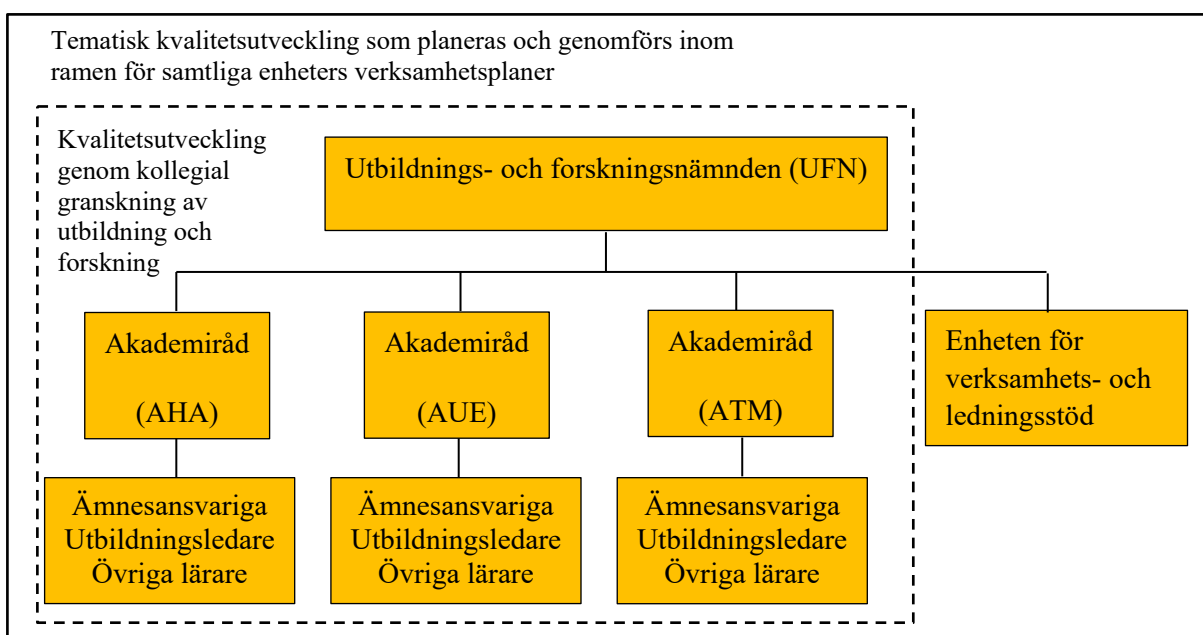 Tematisk kvalitetsutveckling som planeras och genomförs inom
ramen för samtliga enheters verksamhetsplaner
Kvalitetsutveckling
genom kollegial
granskning av
utbildning och
forskning
Utbildnings- och forskningsnämnden (UFN)
Akademiråd
(AHA)
Akademiråd
(AUE)
Akademiråd
(ATM)
Enheten för
verksamhets- och
ledningsstöd
Ämnesansvariga
Utbildningsledare
Övriga lärare
Ämnesansvariga
Utbildningsledare
Övriga lärare
Ämnesansvariga
Utbildningsledare
Övriga lärare